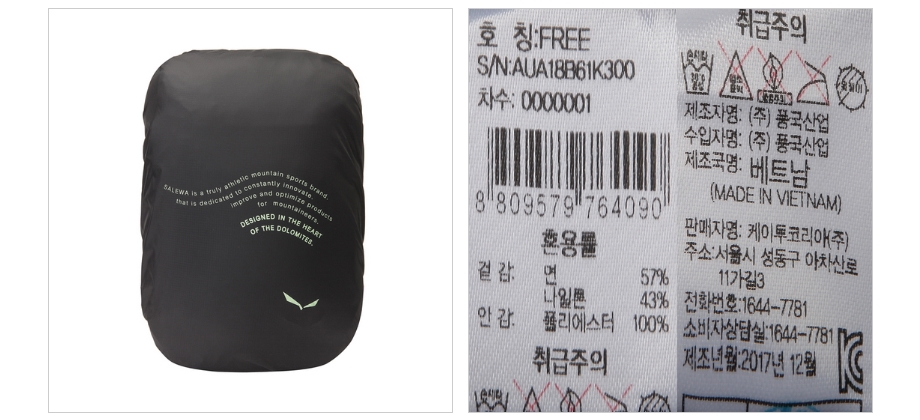 SALEWA is a truly athletic mountain sports brand.
that is dedicated to constantly innovate,
improve and optimize products
for mountaineers.
DESIGNED IN THE HEART
OF THE DOLOMITES.
호 칭:FREE
S/N:AUA18B61K300
차수: 0000001
8 809579 764090
혼용률
겉 감: 면 57%
나일론 43%
안 감: 폴리에스터 100%
취급주의
취급주의
제조자명: (주) 풍국산업
수입자명: (주) 풍국산업
제조국명: 베트남
(MADE IN VIETNAM)
판매자명: 케이투코리아(주)
주소:서울시 성동구 아차산로
11가길3
전화번호:1644-7781
소비자상담실:1644-7781
제조년월:2017년 12월